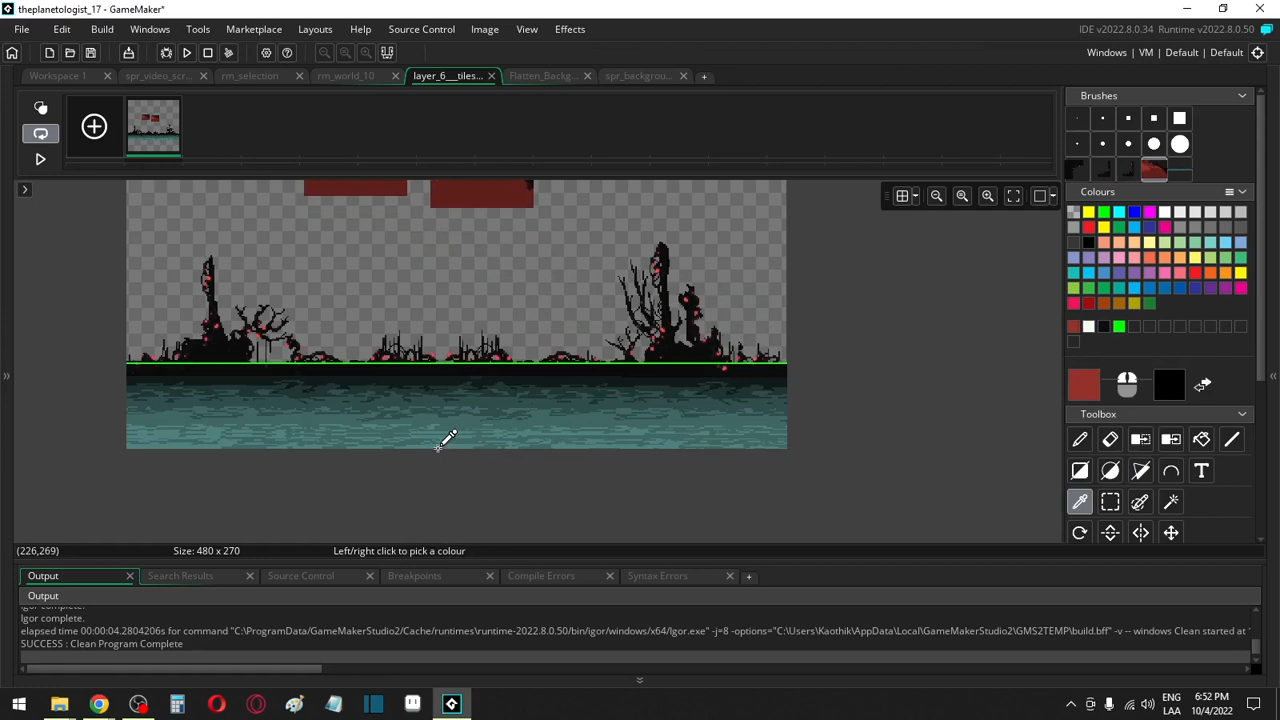 theplanetologist_17 - GameMaker*
File Edit Build Windows Tools Marketplace Layouts Help Source Control Image View Effects
IDE v2022.8.0.34 Runtime v2022.8.0.50
Windows | VM | Default | Default
Workspace 1 spr_video_scr... rm_selection rm_world_10 layer_6___tiles... Flatten_Backg... spr_backgrou...
Brushes
Colours
Toolbox
T
(226,269) Size: 480 x 270 Left/right click to pick a colour
Output Search Results Source Control Breakpoints Compile Errors Syntax Errors
Output
Igor complete.
Igor complete.
elapsed time 00:00:04.2804206s for command "C:\ProgramData/GameMakerStudio2/Cache/runtimes\runtime-2022.8.0.50/bin/igor/windows/x64/Igor.exe" -j=8 -options="C:\Users\Kaothik\AppData\Local\GameMakerStudio2\GMS2TEMP\build.bff" -v -- windows Clean started at
SUCCESS : Clean Program Complete
ENG 6:52 PM
LAA 10/4/2022